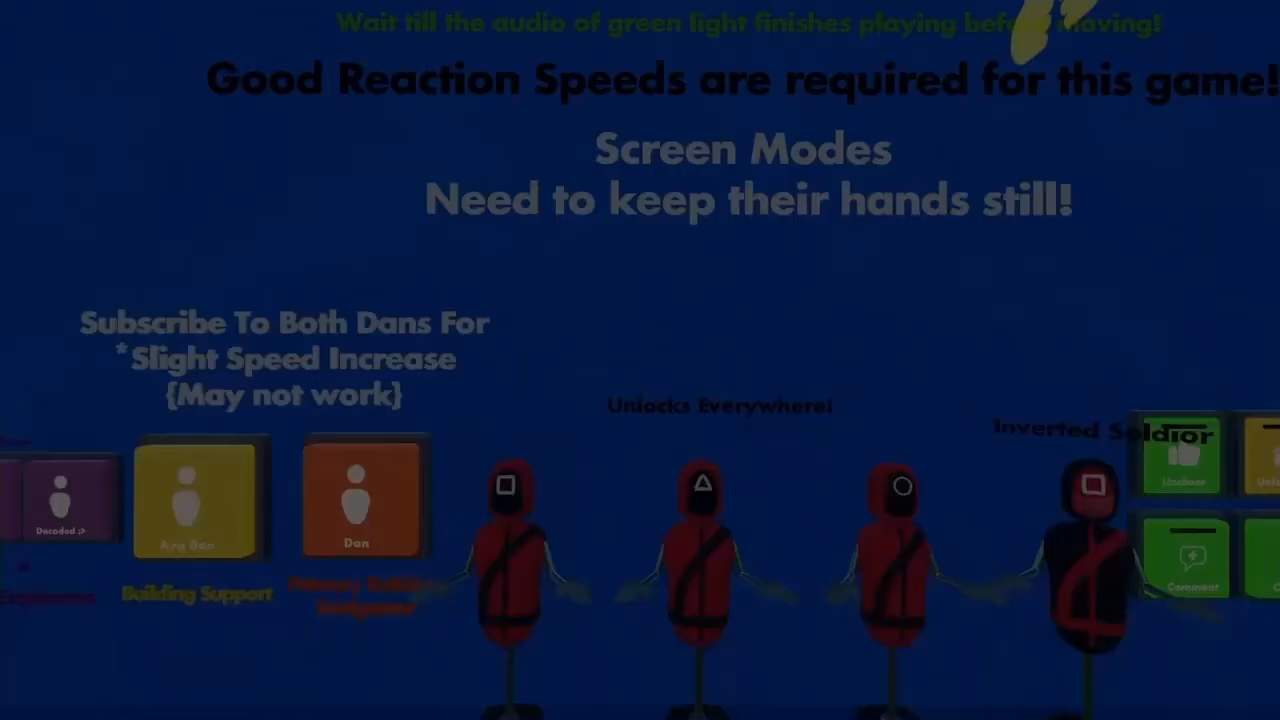 Wait till the audio of green light finishes playing before moving!
Good Reaction Speeds are required for this game!
Screen Modes
Need to keep their hands still!
Subscribe To Both Dans For
*Slight Speed Increase
{May not work}
Unlocks Everywhere!
Inverted Soldior
Decoded :>
Dan
Building Support
Comment